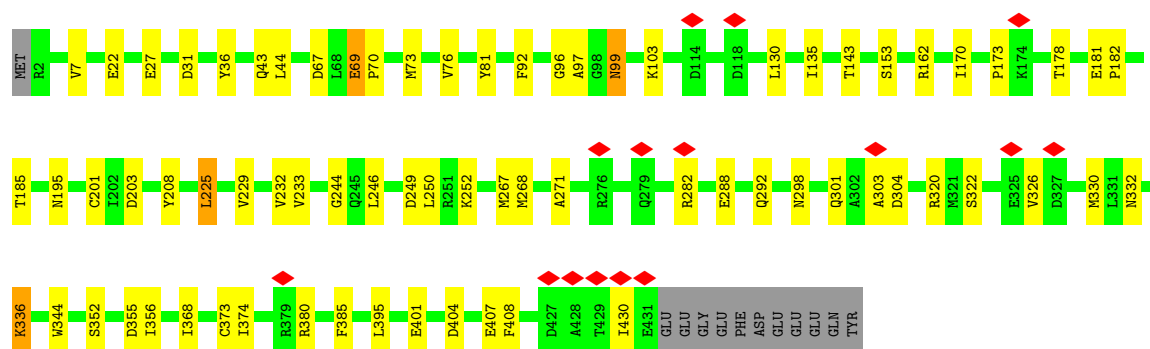 MET R2 V7 E22 E27 D31 Y36 Q43 L44 D67 L68 E69 P70 M73 V76 Y81 F92 G96 A97 G98 N99 K103 D114 D118 L130 I135 T143 S153 R162 I170 P173 K174 T178 E181 P182
T185 N195 C201 I202 D203 Y208 L225 V229 V232 V233 G244 Q245 L246 D249 L250 R251 K252 M267 M268 A271 R276 Q279 R282 E288 Q292 N298 Q301 A302 A303 D304 R320 M321 S322 E325 V326 D327 M330 L331 N332
K336 W344 S352 D355 I356 I368 C373 I374 R379 R380 F385 L395 E401 D404 E407 F408 D427 A428 T429 I430 E431 GLU GLU GLY GLU PHE ASP GLU GLU GLU GLN TYR